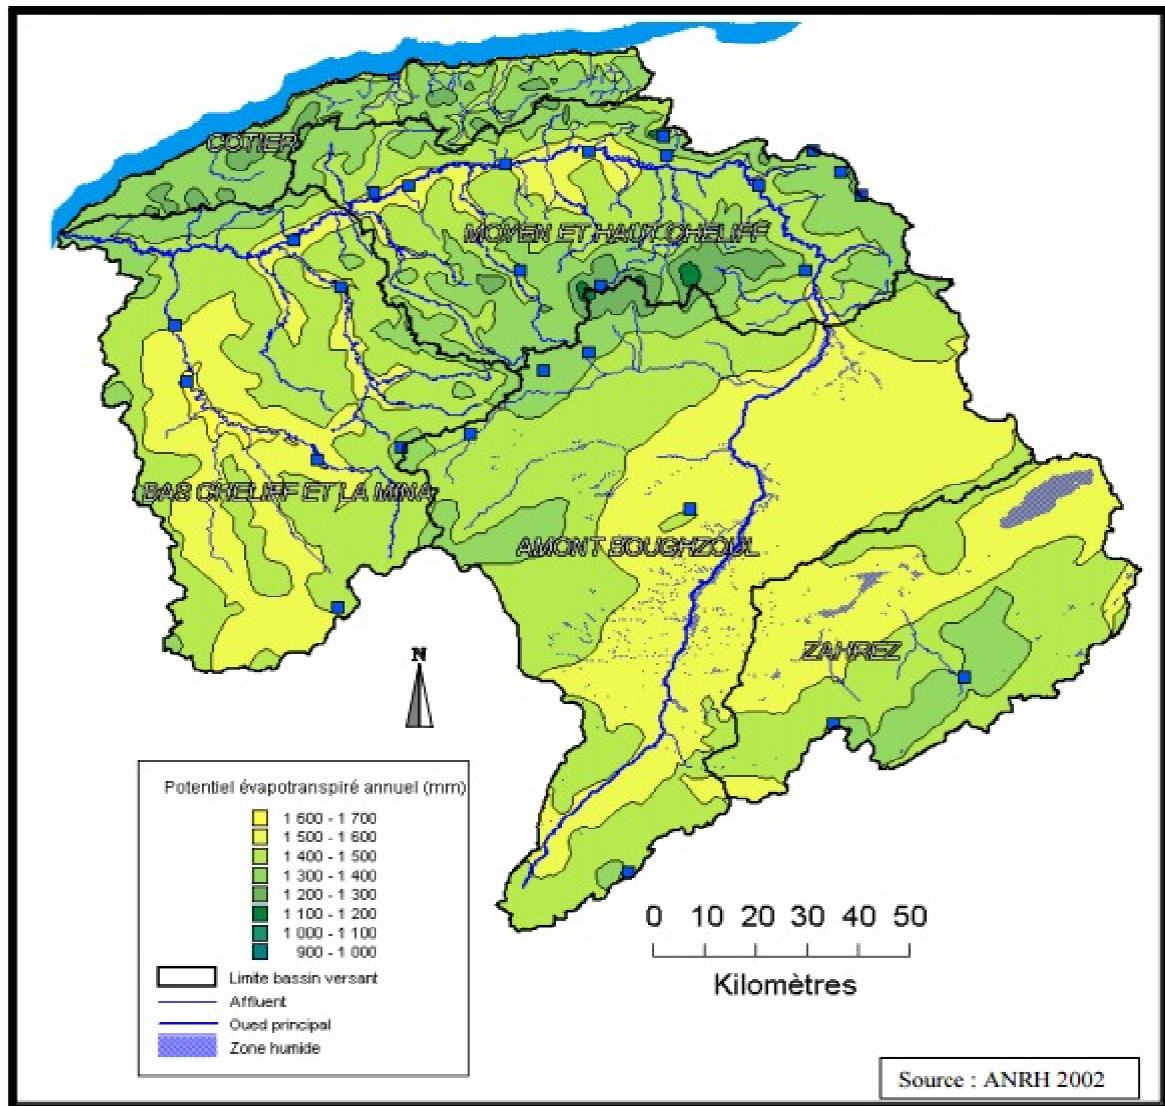 COTIER
MOYEN ET HAUT CHELIFF
BAS CHELIFF ET LA MINA
AMONT BOUGHZOUL
ZAHREZ
N
Potentiel évapotranspiré annuel (mm)
1 600 - 1 700
1 500 - 1 600
1 400 - 1 500
1 300 - 1 400
1 200 - 1 300
1 100 - 1 200
1 000 - 1 100
900 - 1 000
Limite bassin versant
Affluent
Oued principal
Zone humide
0 10 20 30 40 50
Kilomètres
Source : ANRH 2002